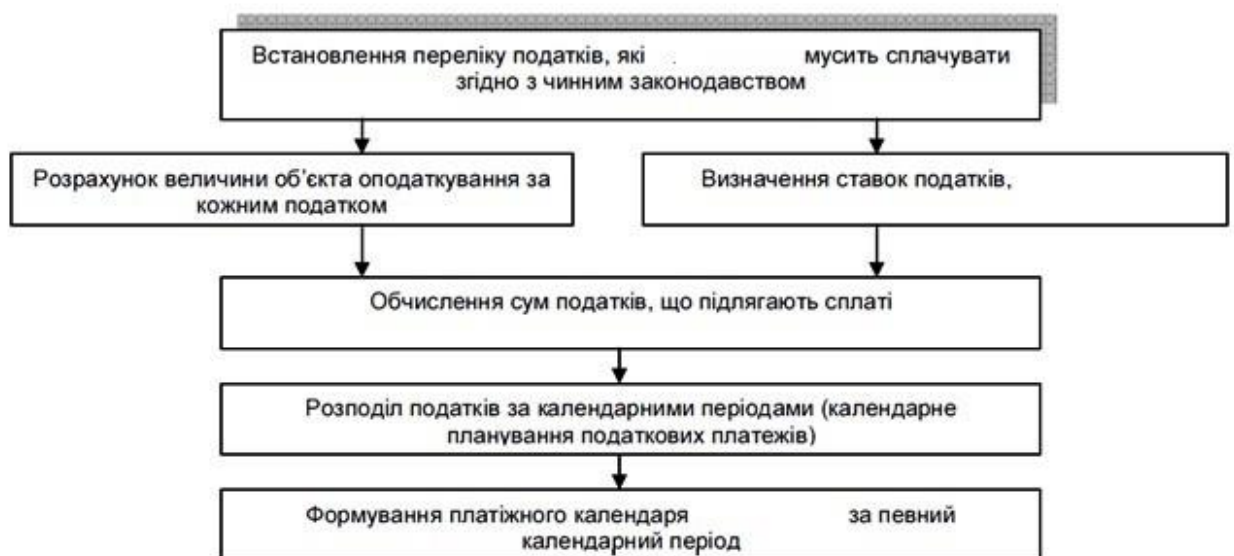 Встановлення переліку податків, які мусить сплачувати
згідно з чинним законодавством
Розрахунок величини об’єкта оподаткування за
кожним податком
Визначення ставок податків,
Обчислення сум податків, що підлягають сплаті
Розподіл податків за календарними періодами (календарне
планування податкових платежів)
Формування платіжного календаря за певний
календарний період